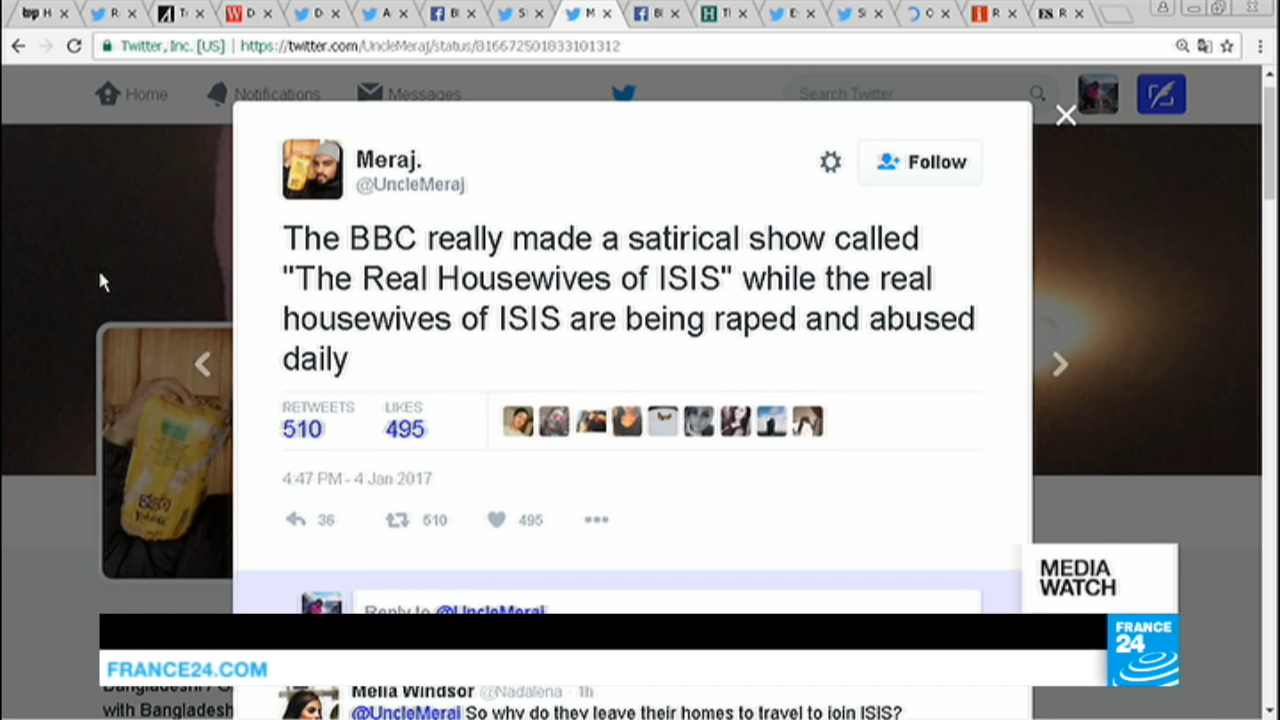 Twitter, Inc. [US] https://twitter.com/UncleMeraj/status/816672501833101312
Home Notifications Messages Search Twitter
Meraj.
@UncleMeraj
Follow
The BBC really made a satirical show called
"The Real Housewives of ISIS" while the real
housewives of ISIS are being raped and abused
daily
RETWEETS LIKES
510 495
4:47 PM - 4 Jan 2017
36 510 495
MEDIA
WATCH
Reply to @UncleMeraj
FRANCE
24
FRANCE24.COM
with Bangladesh
Melia Windsor @Nadalena · 1h
@UncleMeraj So why do they leave their homes to travel to join ISIS?